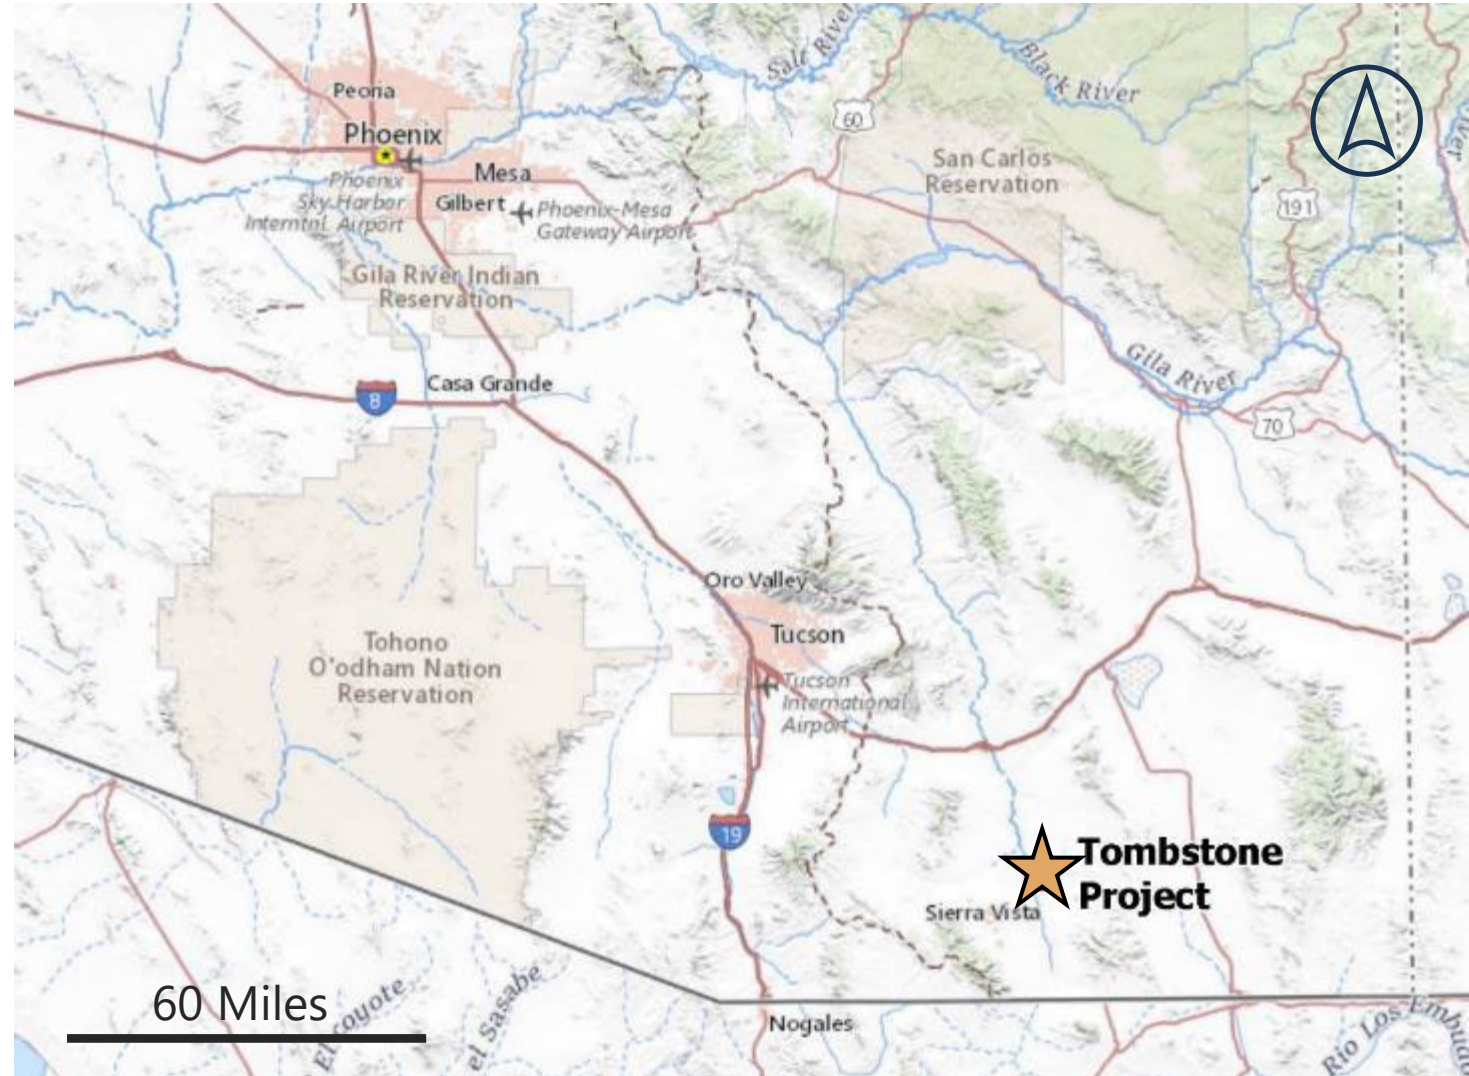 Salt River
Black River
Peoria
60
Phoenix
San Carlos
Reservation
Mesa
Phoenix
Sky Harbor
Interntnl. Airport
Gilbert
Phoenix-Mesa
Gateway Airport
191
Gila River Indian
Reservation
Gila River
Casa Grande
8
70
Oro Valley
Tucson
Tohono
O'odham Nation
Reservation
Tucson
International
Airport
19
Tombstone
Project
Sierra Vista
60 Miles
el Sasabe
Nogales
Rio Los